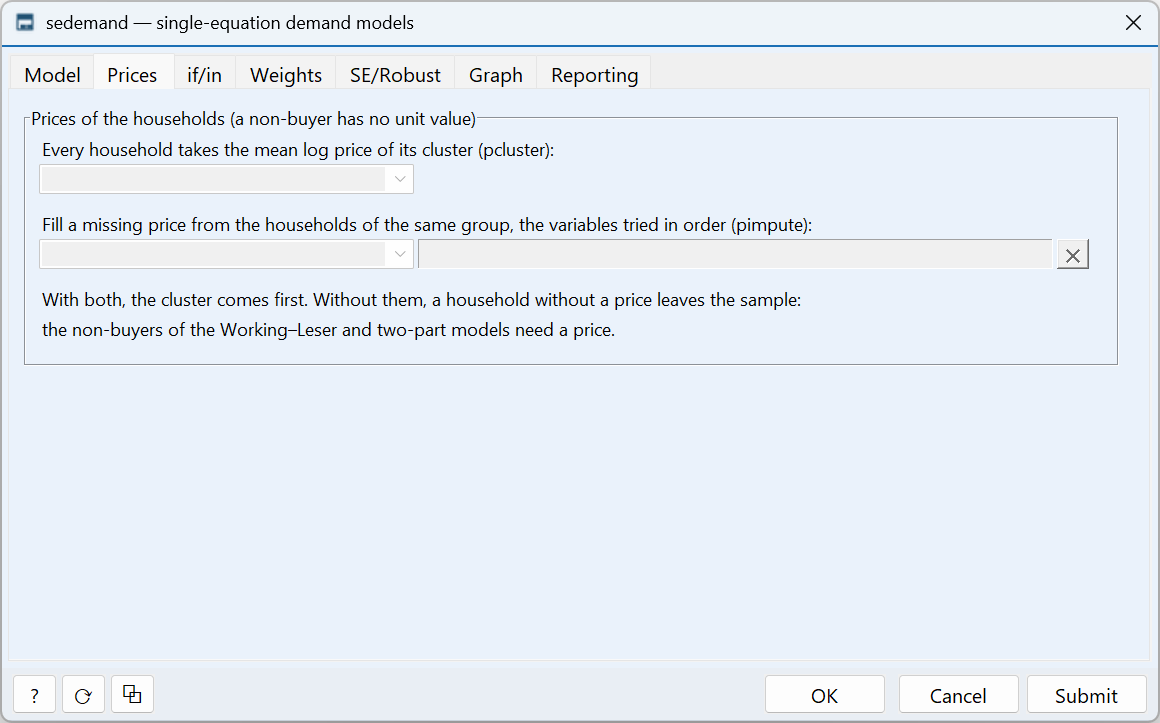 sedemand — single-equation demand models
Model Prices if/in Weights SE/Robust Graph Reporting
Prices of the households (a non-buyer has no unit value)
Every household takes the mean log price of its cluster (pcluster):
Fill a missing price from the households of the same group, the variables tried in order (pimpute):
With both, the cluster comes first. Without them, a household without a price leaves the sample:
the non-buyers of the Working–Leser and two-part models need a price.
? OK Cancel Submit